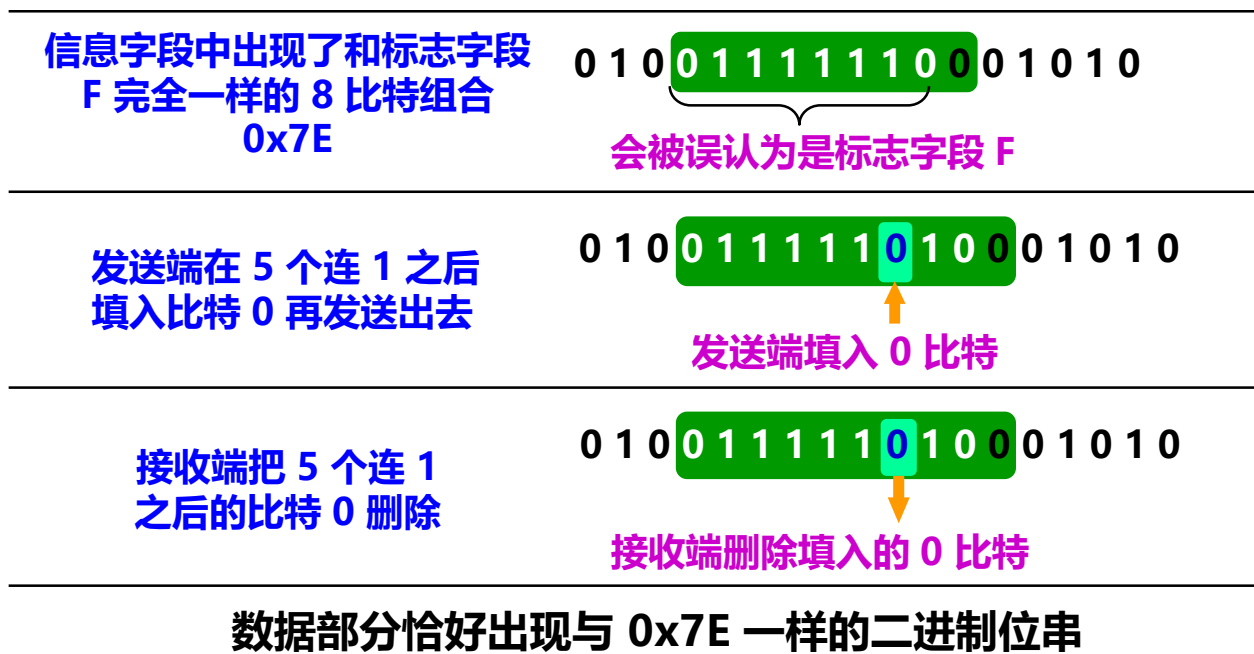 信息字段中出现了和标志字段
F 完全一样的 8 比特组合
0x7E
0 1 0 0 1 1 1 1 1 1 0 0 0 1 0 1 0
会被误认为是标志字段 F
发送端在 5 个连 1 之后
填入比特 0 再发送出去
0 1 0 0 1 1 1 1 1 0 1 0 0 0 1 0 1 0
发送端填入 0 比特
接收端把 5 个连 1
之后的比特 0 删除
0 1 0 0 1 1 1 1 1 0 1 0 0 0 1 0 1 0
接收端删除填入的 0 比特
数据部分恰好出现与 0x7E 一样的二进制位串